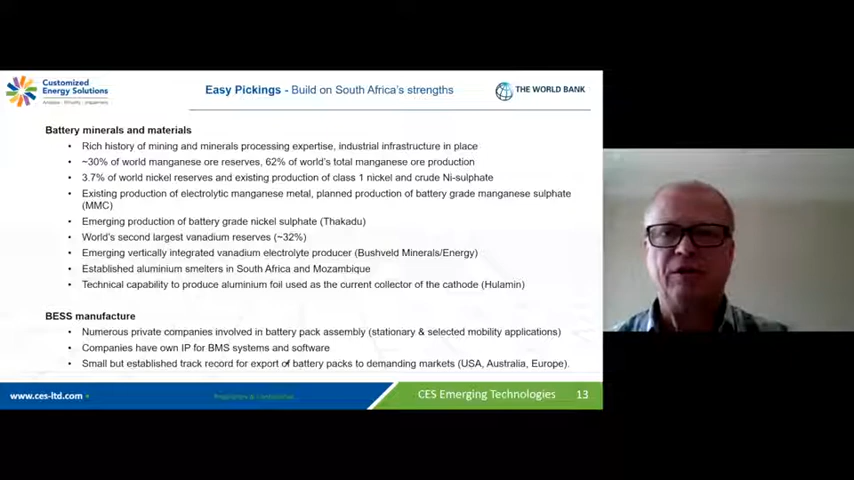 Customized
Energy Solutions
Analyze · Simplify · Implement
Easy Pickings - Build on South Africa's strengths
THE WORLD BANK
Battery minerals and materials
• Rich history of mining and minerals processing expertise, industrial infrastructure in place
• ~30% of world manganese ore reserves, 62% of world's total manganese ore production
• 3.7% of world nickel reserves and existing production of class 1 nickel and crude Ni-sulphate
• Existing production of electrolytic manganese metal, planned production of battery grade manganese sulphate
(MMC)
• Emerging production of battery grade nickel sulphate (Thakadu)
• World's second largest vanadium reserves (~32%)
• Emerging vertically integrated vanadium electrolyte producer (Bushveld Minerals/Energy)
• Established aluminium smelters in South Africa and Mozambique
• Technical capability to produce aluminium foil used as the current collector of the cathode (Hulamin)
BESS manufacture
• Numerous private companies involved in battery pack assembly (stationary & selected mobility applications)
• Companies have own IP for BMS systems and software
• Small but established track record for export of battery packs to demanding markets (USA, Australia, Europe).
www.ces-ltd.com
Proprietary & Confidential
CES Emerging Technologies 13